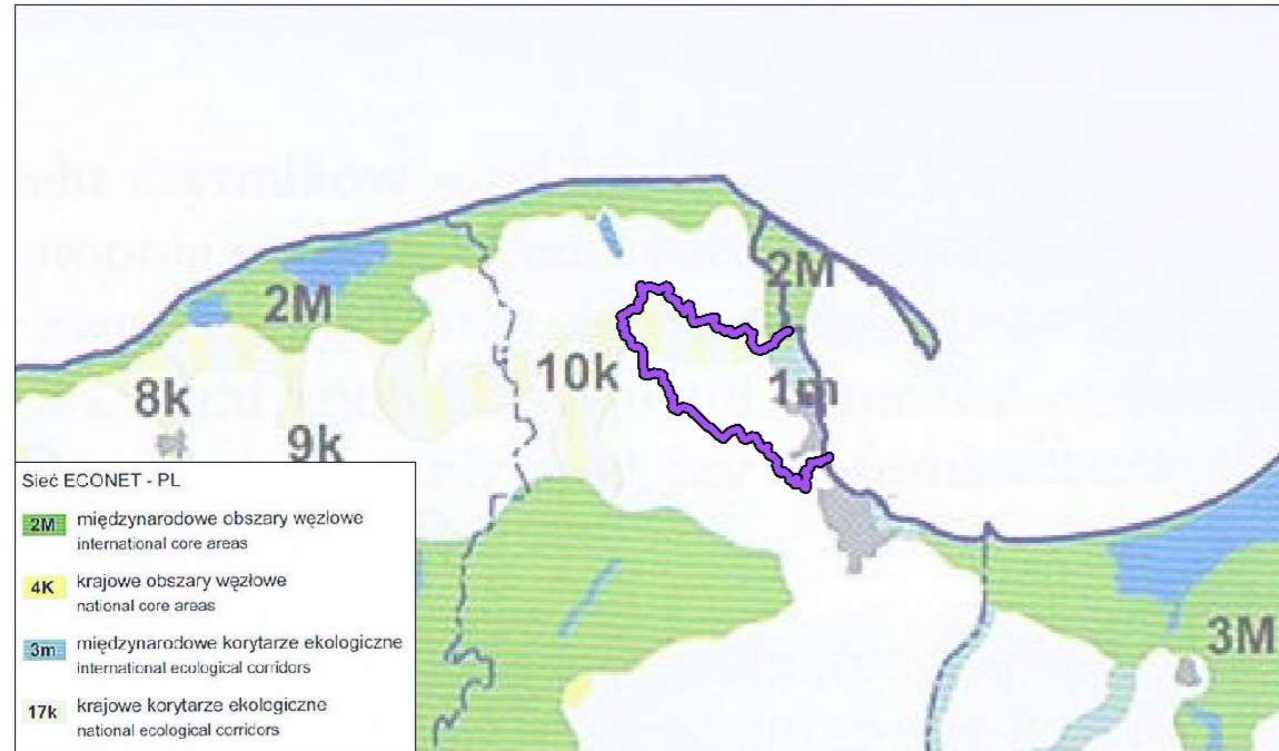 2M
2M
10k
1m
8k
9k
3M
Sieć ECONET - PL
2M międzynarodowe obszary węzłowe
international core areas
4K krajowe obszary węzłowe
national core areas
3m międzynarodowe korytarze ekologiczne
international ecological corridors
17k krajowe korytarze ekologiczne
national ecological corridors